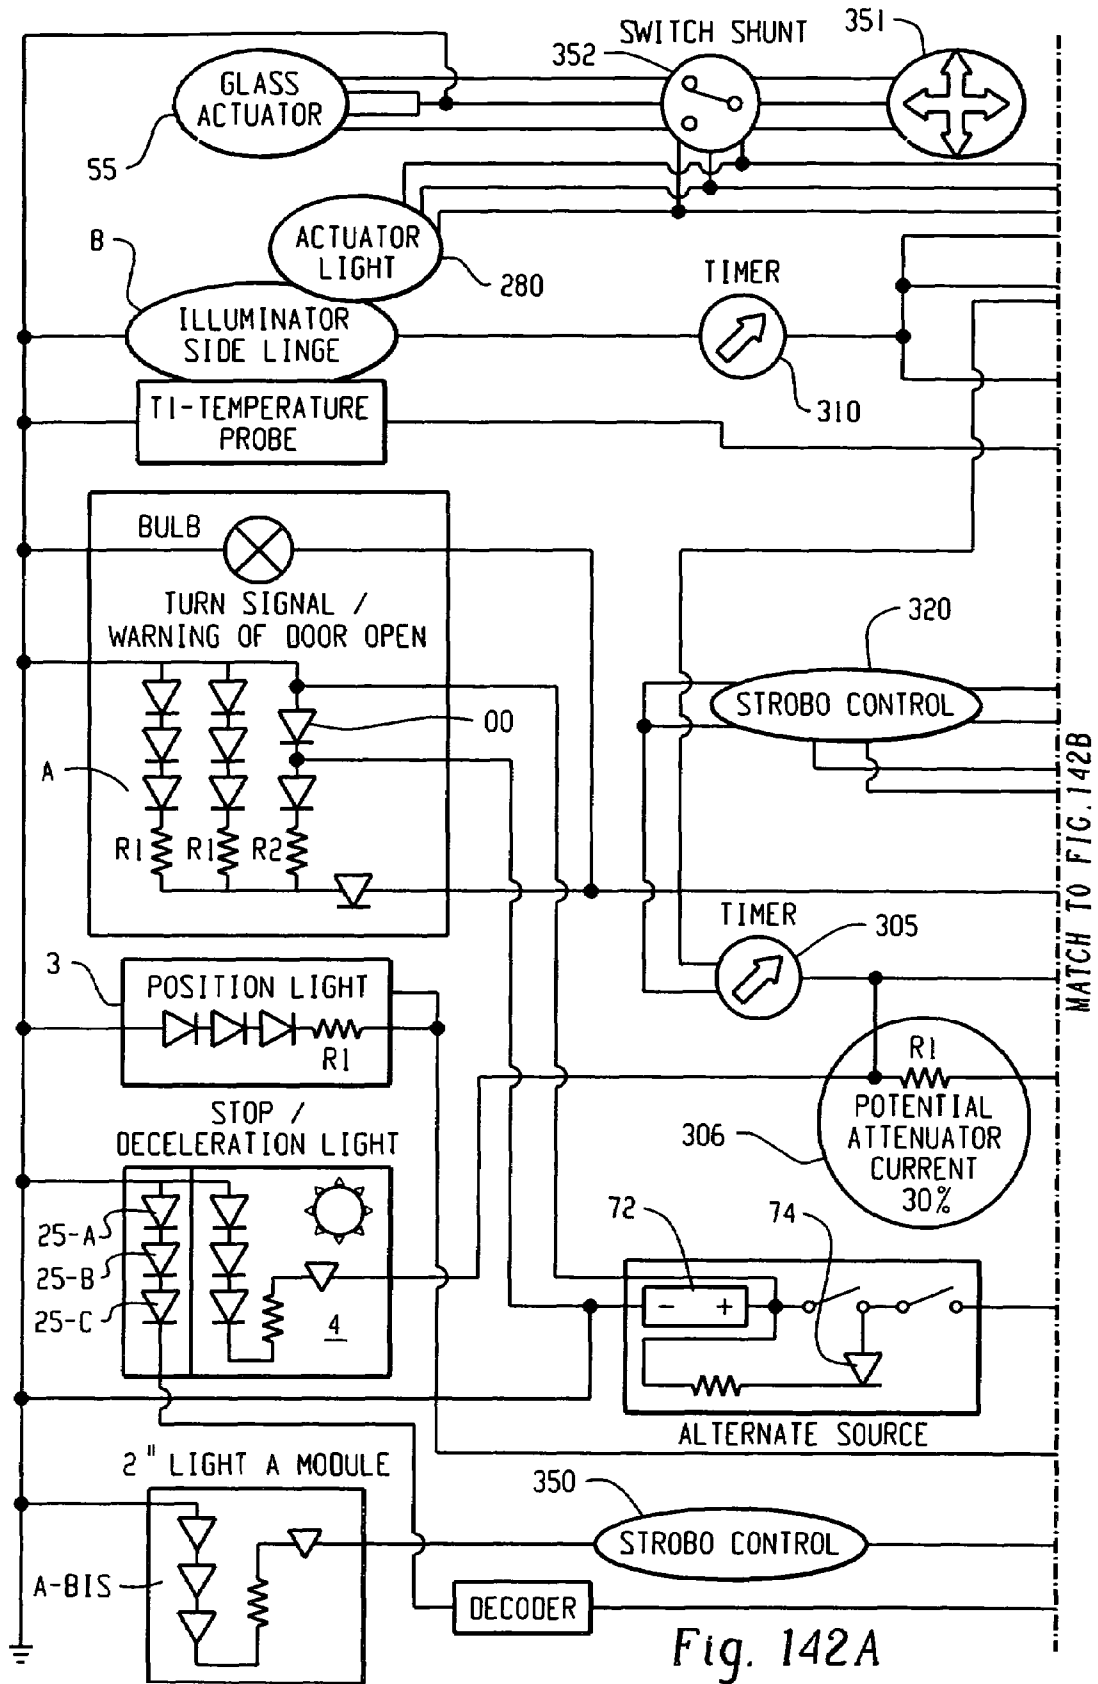 SWITCH SHUNT
351
352
GLASS
ACTUATOR
55
B
ACTUATOR
LIGHT
280
TIMER
ILLUMINATOR
SIDE LINGE
310
T1-TEMPERATURE
PROBE
BULB
TURN SIGNAL /
WARNING OF DOOR OPEN
320
STROBO CONTROL
00
A
R1
R1
R2
TIMER
305
MATCH TO FIG. 142B
3
POSITION LIGHT
R1
R1
POTENTIAL
ATTENUATOR
CURRENT
30%
306
STOP /
DECELERATION LIGHT
72
74
25-A
25-B
25-C
4
- +
ALTERNATE SOURCE
2" LIGHT A MODULE
350
STROBO CONTROL
A-BIS
DECODER
Fig. 142A